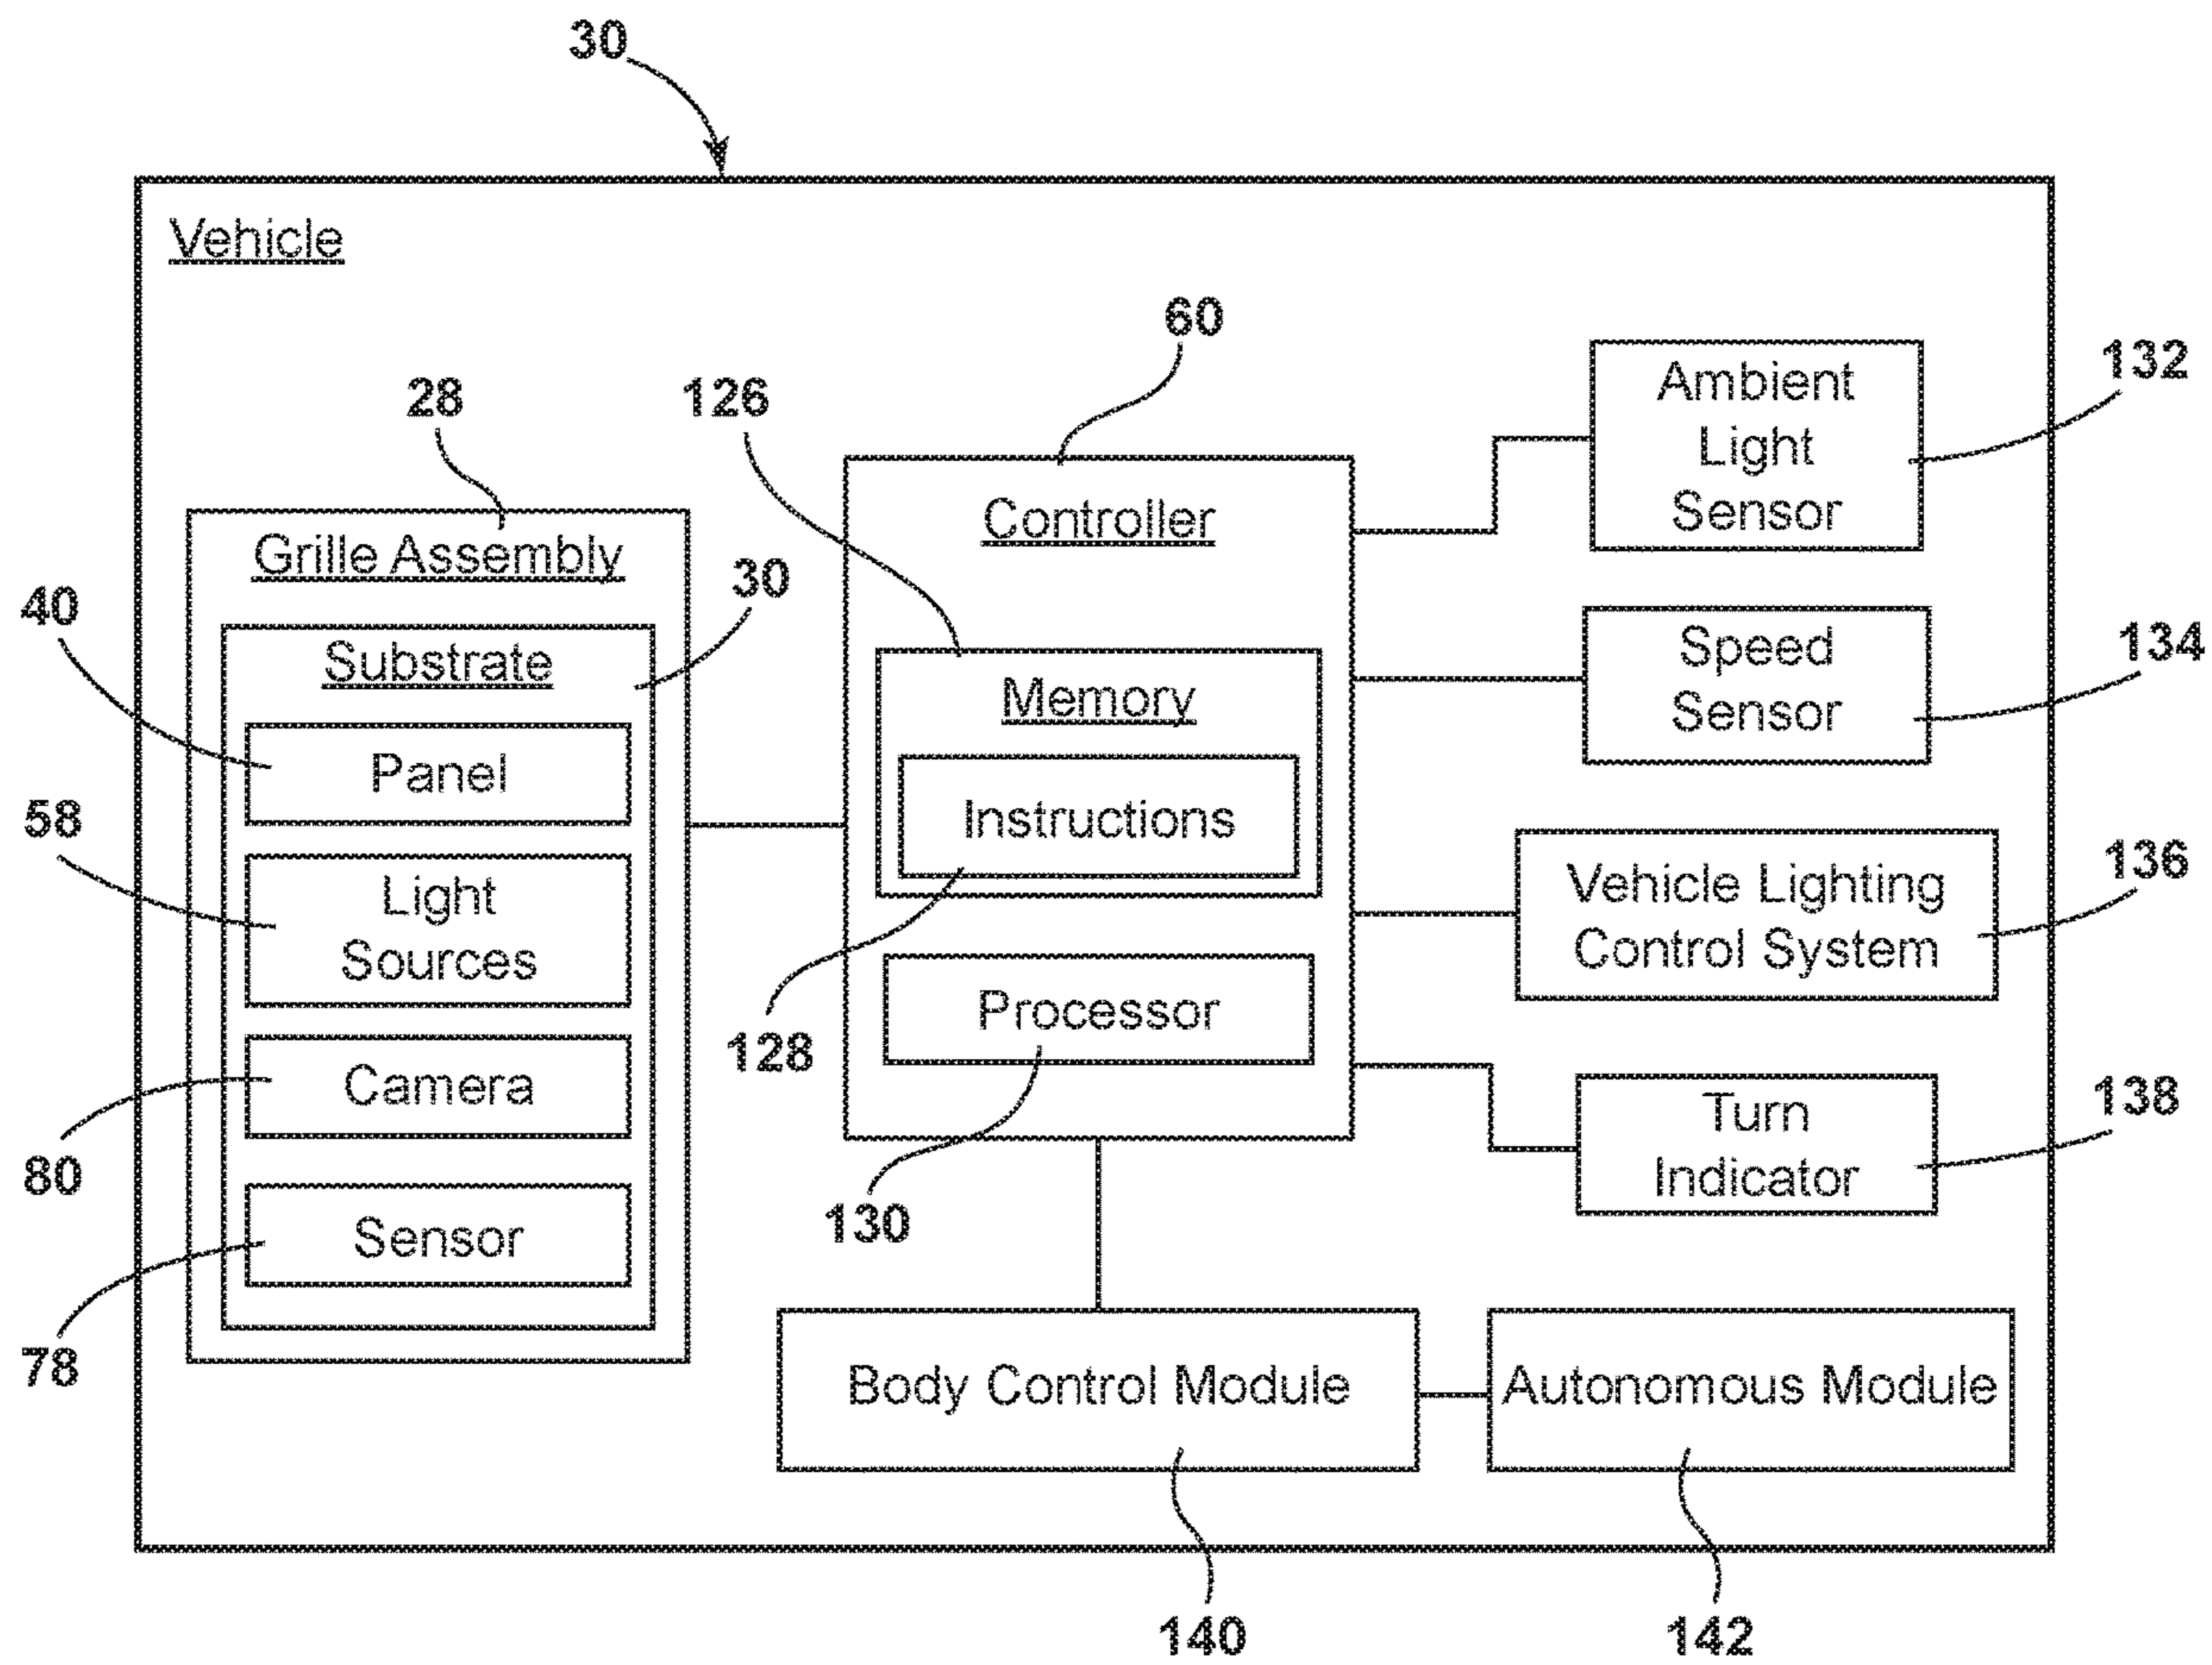 30
Vehicle
60
132
Ambient
Light
Sensor
28
126
Controller
Grille Assembly
30
40
Substrate
134
Speed
Sensor
Memory
Panel
58
Instructions
136
Vehicle Lighting
Control System
Light
Sources
128
Processor
Camera
80
138
Turn
Indicator
130
Sensor
78
Body Control Module
Autonomous Module
140
142